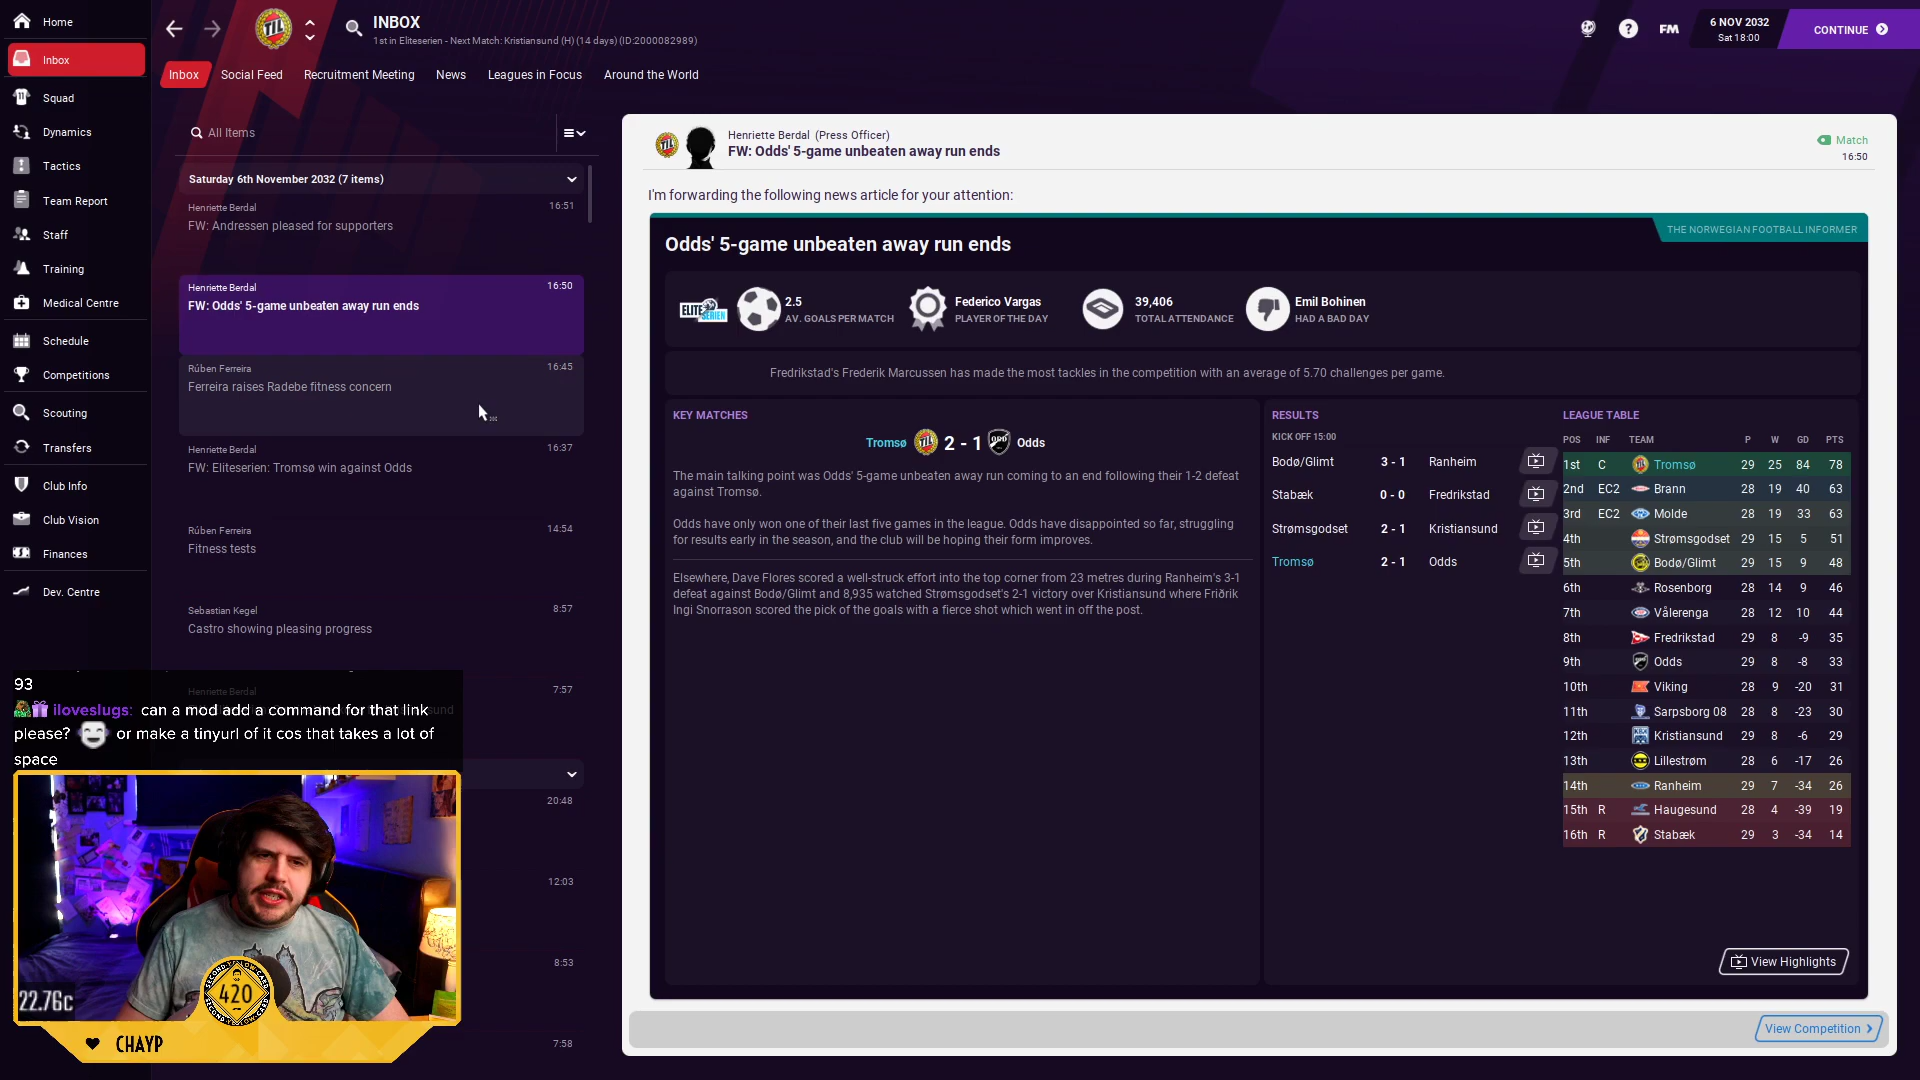 Home
Inbox
Squad
Dynamics
Tactics
Team Report
Staff
Training
Medical Centre
Schedule
Competitions
Scouting
Transfers
Club Info
Club Vision
Finances
Dev. Centre
TIL
INBOX
1st in Eliteserien - Next Match: Kristiansund (H) (14 days) (ID:2000082989)
FM
6 NOV 2032
Sat 18:00
CONTINUE
Inbox Social Feed Recruitment Meeting News Leagues in Focus Around the World
All Items
Saturday 6th November 2032 (7 items)
Henriette Berdal 16:51
FW: Andressen pleased for supporters
Henriette Berdal 16:50
FW: Odds' 5-game unbeaten away run ends
Rúben Ferreira 16:45
Ferreira raises Radebe fitness concern
Henriette Berdal 16:37
FW: Eliteserien: Tromsø win against Odds
Rúben Ferreira 14:54
Fitness tests
Sebastian Kegel 8:57
Castro showing pleasing progress
Henriette Berdal 7:57
20:48
12:03
8:53
7:58
93
iloveslugs: can a mod add a command for that link
please? or make a tinyurl of it cos that takes a lot of
space
22.76c
SECOND YELLOW CARD
420
CHAYP
Henriette Berdal (Press Officer)
FW: Odds' 5-game unbeaten away run ends
Match
16:50
I'm forwarding the following news article for your attention:
THE NORWEGIAN FOOTBALL INFORMER
Odds' 5-game unbeaten away run ends
ELITESERIEN
2.5
AV. GOALS PER MATCH
Federico Vargas
PLAYER OF THE DAY
39,406
TOTAL ATTENDANCE
Emil Bohinen
HAD A BAD DAY
Fredrikstad's Frederik Marcussen has made the most tackles in the competition with an average of 5.70 challenges per game.
KEY MATCHES
Tromsø 2 - 1 Odds
The main talking point was Odds' 5-game unbeaten away run coming to an end following their 1-2 defeat
against Tromsø.
Odds have only won one of their last five games in the league. Odds have disappointed so far, struggling
for results early in the season, and the club will be hoping their form improves.
Elsewhere, Dave Flores scored a well-struck effort into the top corner from 23 metres during Ranheim's 3-1
defeat against Bodø/Glimt and 8,935 watched Strømsgodset's 2-1 victory over Kristiansund where Friðrik
Ingi Snorrason scored the pick of the goals with a fierce shot which went in off the post.
RESULTS
KICK OFF 15:00
Bodø/Glimt 3 - 1 Ranheim
Stabæk 0 - 0 Fredrikstad
Strømsgodset 2 - 1 Kristiansund
Tromsø 2 - 1 Odds
LEAGUE TABLE
POS INF TEAM P W GD PTS
1st C Tromsø 29 25 84 78
2nd EC2 Brann 28 19 40 63
3rd EC2 Molde 28 19 33 63
4th Strømsgodset 29 15 5 51
5th Bodø/Glimt 29 15 9 48
6th Rosenborg 28 14 9 46
7th Vålerenga 28 12 10 44
8th Fredrikstad 29 8 -9 35
9th Odds 29 8 -8 33
10th Viking 28 9 -20 31
11th Sarpsborg 08 28 8 -23 30
12th Kristiansund 29 8 -6 29
13th Lillestrøm 28 6 -17 26
14th Ranheim 29 7 -34 26
15th R Haugesund 28 4 -39 19
16th R Stabæk 29 3 -34 14
View Highlights
View Competition